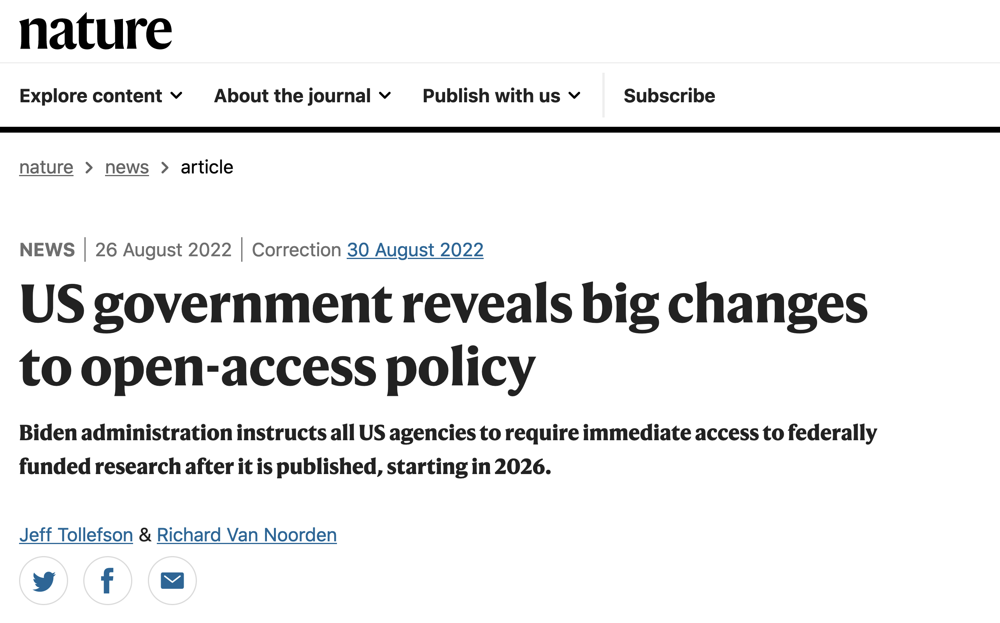 nature
Explore content About the journal Publish with us Subscribe
nature > news > article
NEWS | 26 August 2022 | Correction 30 August 2022
US government reveals big changes
to open-access policy
Biden administration instructs all US agencies to require immediate access to federally
funded research after it is published, starting in 2026.
Jeff Tollefson & Richard Van Noorden